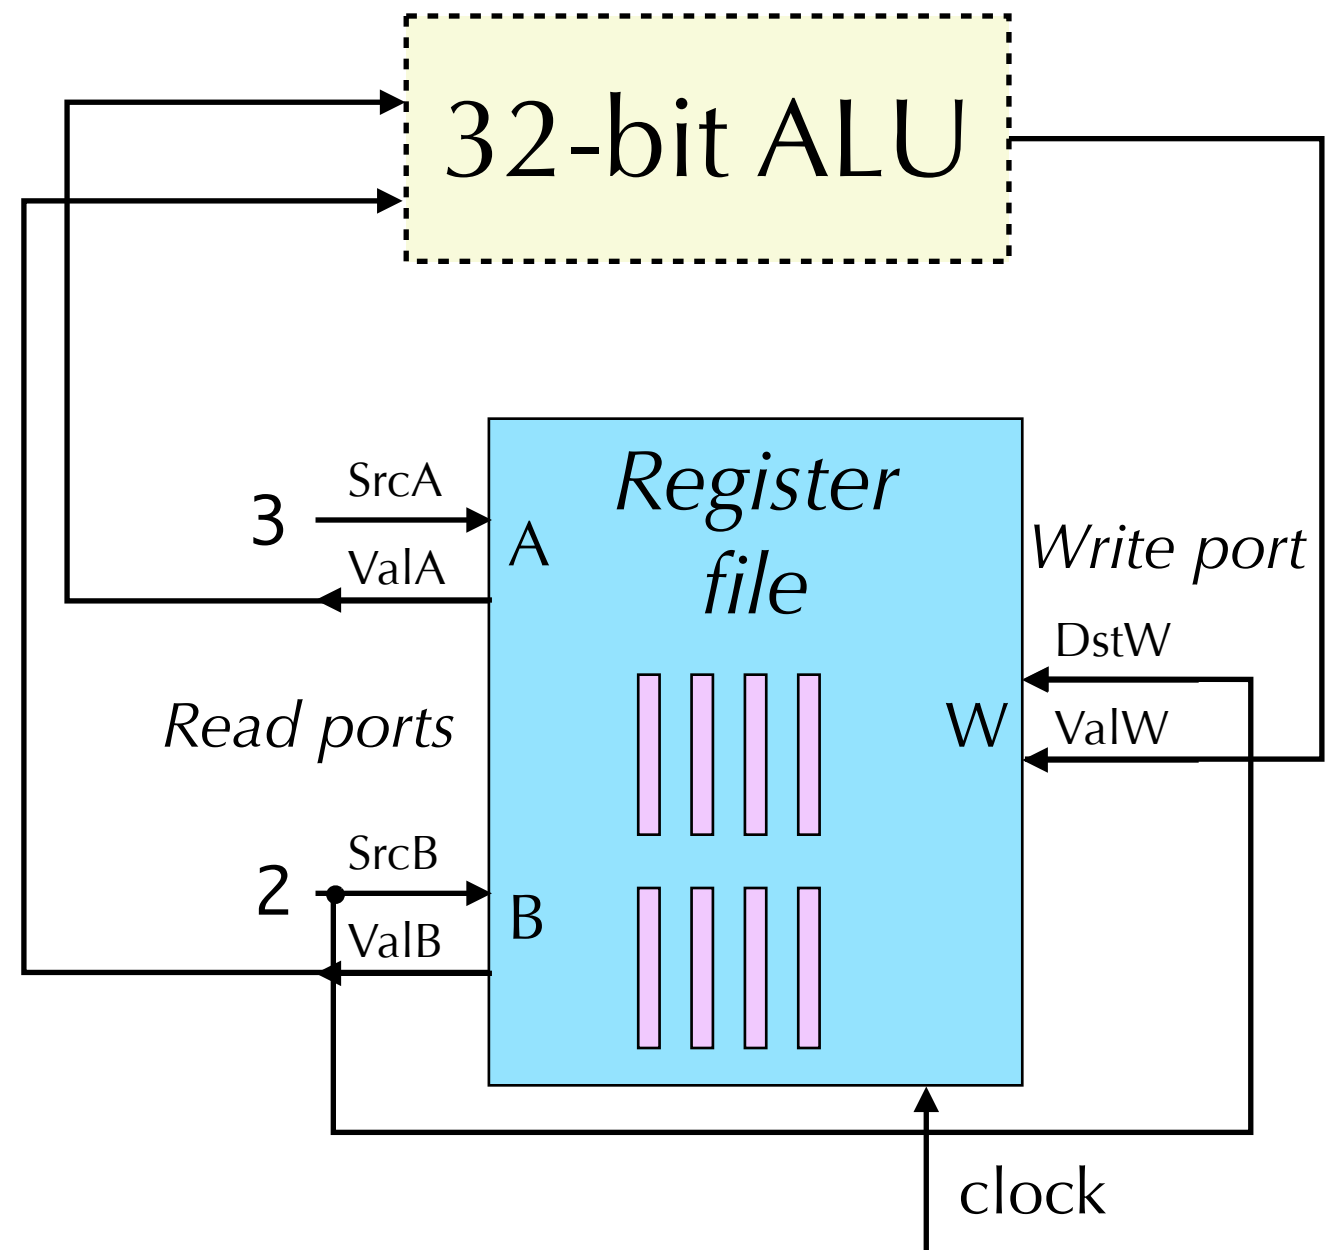 32-bit ALU
Register
file
SrcA
3
A
ValA
Write port
DstW
Read ports
W
ValW
SrcB
2
B
ValB
clock